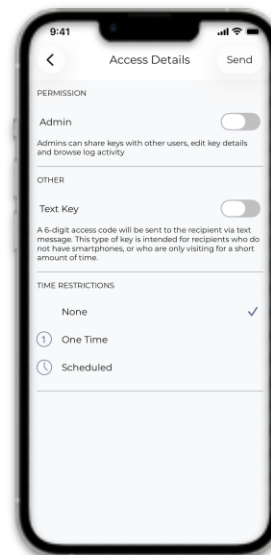 9:41
Access Details
Send
PERMISSION
Admin
Admins can share keys with other users, edit key details
and browse log activity
OTHER
Text Key
A 6-digit access code will be sent to the recipient via text
message. This type of key is intended for recipients who do
not have smartphones, or who are only visiting for a short
amount of time.
TIME RESTRICTIONS
None
1 One Time
Scheduled